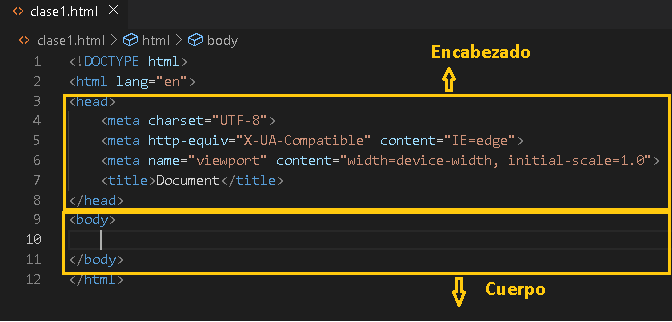 clase1.html
clase1.html > html > body
Encabezado
1 <!DOCTYPE html>
2 <html lang="en">
3 <head>
4 <meta charset="UTF-8">
5 <meta http-equiv="X-UA-Compatible" content="IE=edge">
6 <meta name="viewport" content="width=device-width, initial-scale=1.0">
7 <title>Document</title>
8 </head>
9 <body>
10
11 </body>
12 </html>
Cuerpo